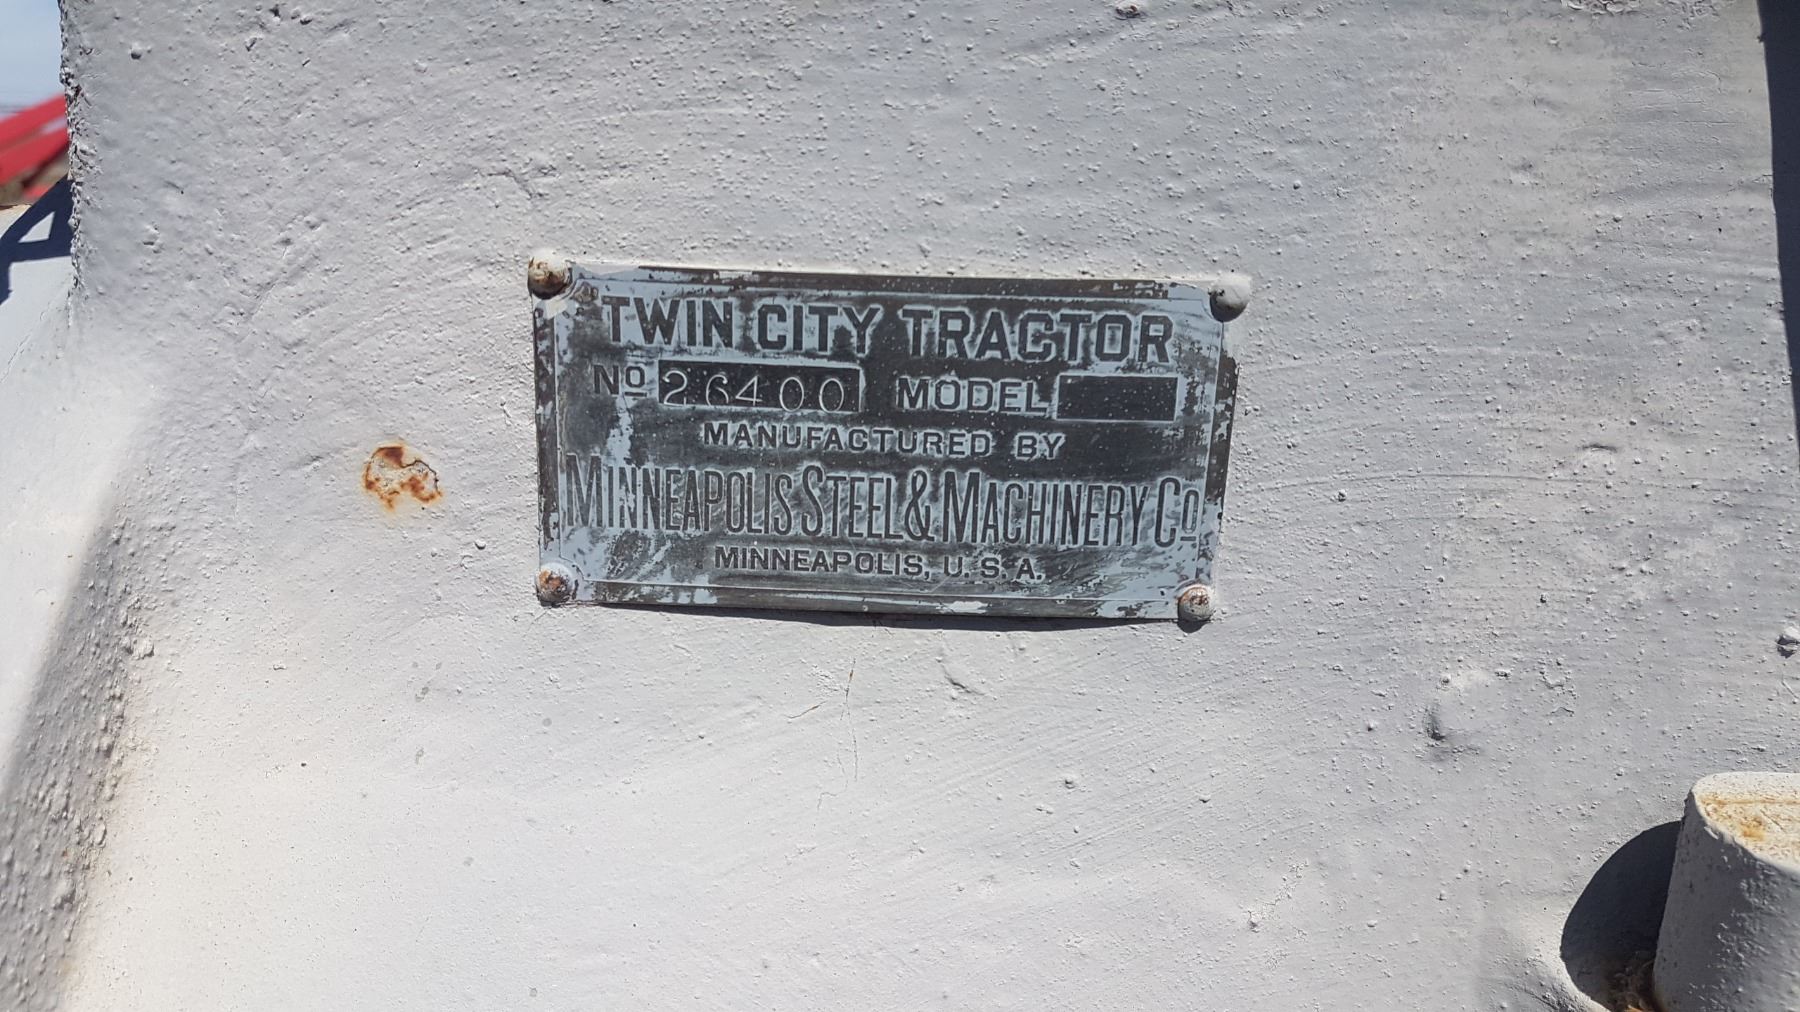 TWIN CITY TRACTOR
Nº 26400 MODEL
MANUFACTURED BY
MINNEAPOLIS STEEL & MACHINERY Cº
MINNEAPOLIS, U. S. A.